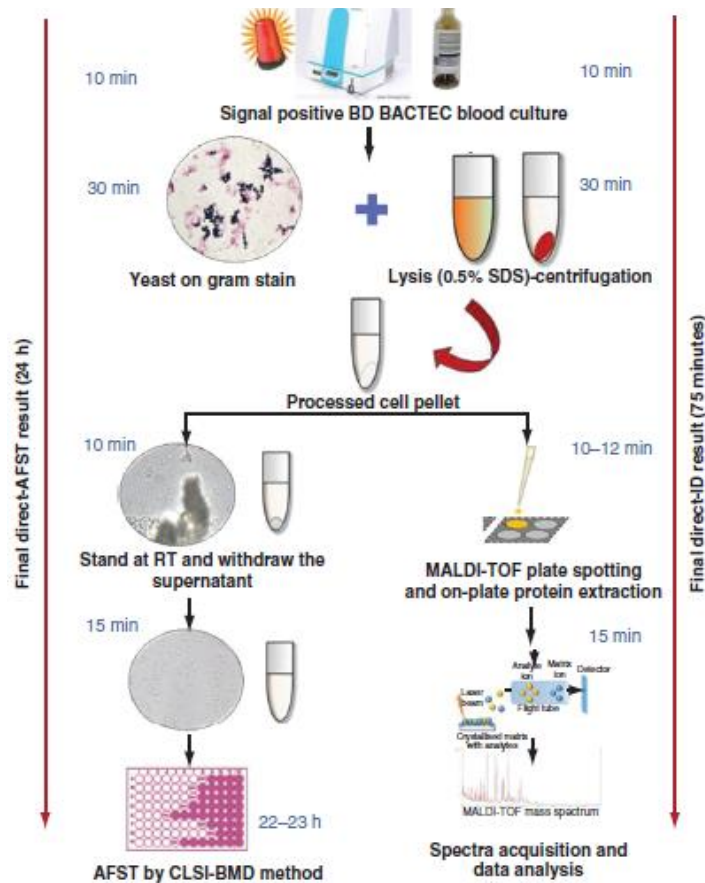 10 min
10 min
Signal positive BD BACTEC blood culture
30 min
30 min
Yeast on gram stain
Lysis (0.5% SDS)-centrifugation
Processed cell pellet
Final direct-AFST result (24 h)
Final direct-ID result (75 minutes)
10 min
10–12 min
Stand at RT and withdraw the
supernatant
MALDI-TOF plate spotting
and on-plate protein extraction
15 min
15 min
Analyte
ion
Matrix
ion
Detector
Laser
beam
Flight tube
Crystallised matrix
with analytes
MALDI-TOF mass spectrum
22–23 h
AFST by CLSI-BMD method
Spectra acquisition and
data analysis